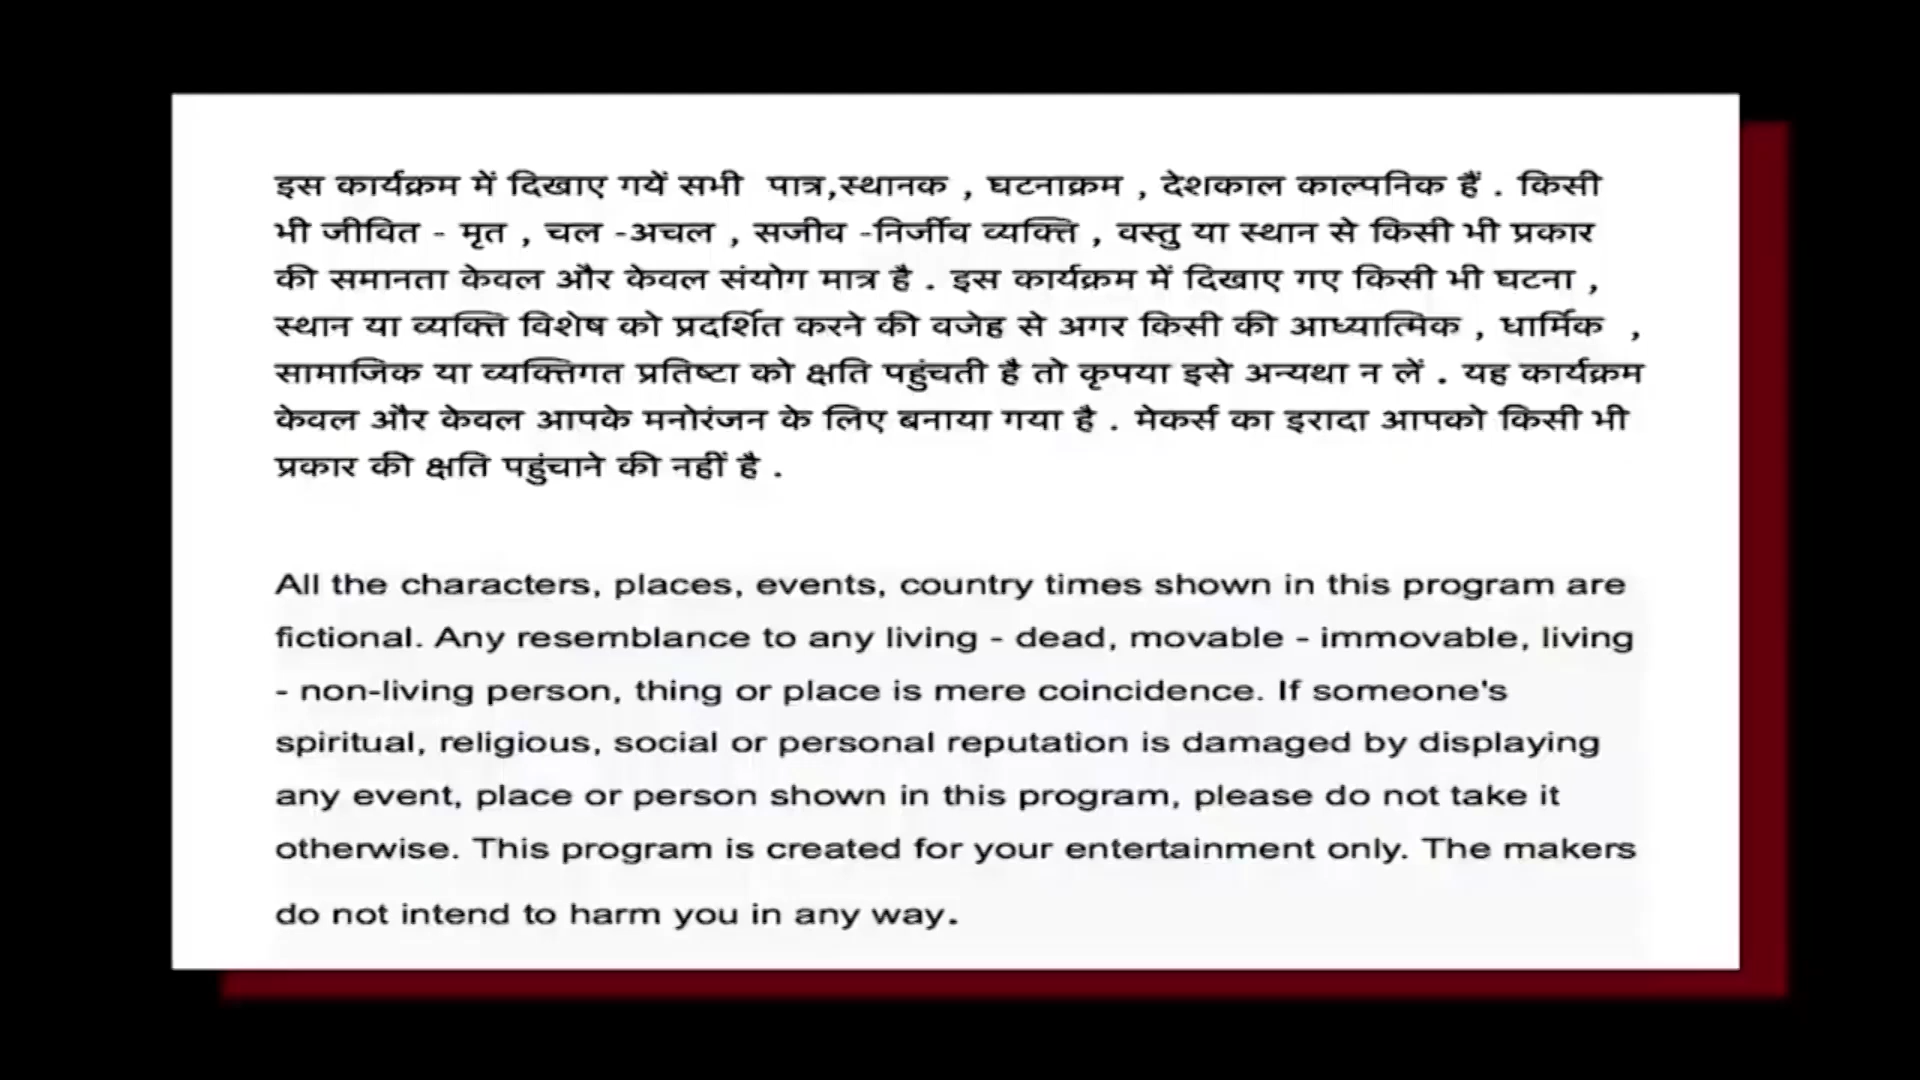 इस कार्यक्रम में दिखाए गयें सभी पात्र,स्थानक , घटनाक्रम , देशकाल काल्पनिक हैं . किसी
भी जीवित - मृत , चल -अचल , सजीव -निर्जीव व्यक्ति , वस्तु या स्थान से किसी भी प्रकार
की समानता केवल और केवल संयोग मात्र है . इस कार्यक्रम में दिखाए गए किसी भी घटना ,
स्थान या व्यक्ति विशेष को प्रदर्शित करने की वजेह से अगर किसी की आध्यात्मिक , धार्मिक ,
सामाजिक या व्यक्तिगत प्रतिष्टा को क्षति पहुंचती है तो कृपया इसे अन्यथा न लें . यह कार्यक्रम
केवल और केवल आपके मनोरंजन के लिए बनाया गया है . मेकर्स का इरादा आपको किसी भी
प्रकार की क्षति पहुंचाने की नहीं है .
All the characters, places, events, country times shown in this program are
fictional. Any resemblance to any living - dead, movable - immovable, living
- non-living person, thing or place is mere coincidence. If someone's
spiritual, religious, social or personal reputation is damaged by displaying
any event, place or person shown in this program, please do not take it
otherwise. This program is created for your entertainment only. The makers
do not intend to harm you in any way.